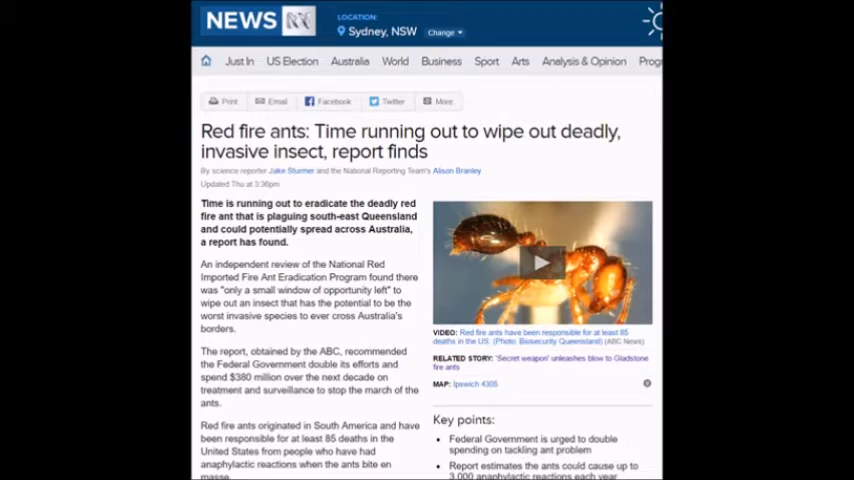 NEWS
LOCATION:
Sydney, NSW Change
Just In US Election Australia World Business Sport Arts Analysis & Opinion Prog
Print Email Facebook Twitter More
Red fire ants: Time running out to wipe out deadly,
invasive insect, report finds
By science reporter Jake Sturmer and the National Reporting Team's Alison Branley
Updated Thu at 3:36pm
Time is running out to eradicate the deadly red
fire ant that is plaguing south-east Queensland
and could potentially spread across Australia,
a report has found.
An independent review of the National Red
Imported Fire Ant Eradication Program found there
was "only a small window of opportunity left" to
wipe out an insect that has the potential to be the
worst invasive species to ever cross Australia's
borders.
The report, obtained by the ABC, recommended
the Federal Government double its efforts and
spend $380 million over the next decade on
treatment and surveillance to stop the march of the
ants.
Red fire ants originated in South America and have
been responsible for at least 85 deaths in the
United States from people who have had
anaphylactic reactions when the ants bite en
masse.
VIDEO: Red fire ants have been responsible for at least 85
deaths in the US. (Photo: Biosecurity Queensland) (ABC News)
RELATED STORY: 'Secret weapon' unleashes blow to Gladstone
fire ants
MAP: Ipswich 4305
Key points:
• Federal Government is urged to double
spending on tackling ant problem
• Report estimates the ants could cause up to
3,000 anaphylactic reactions each year